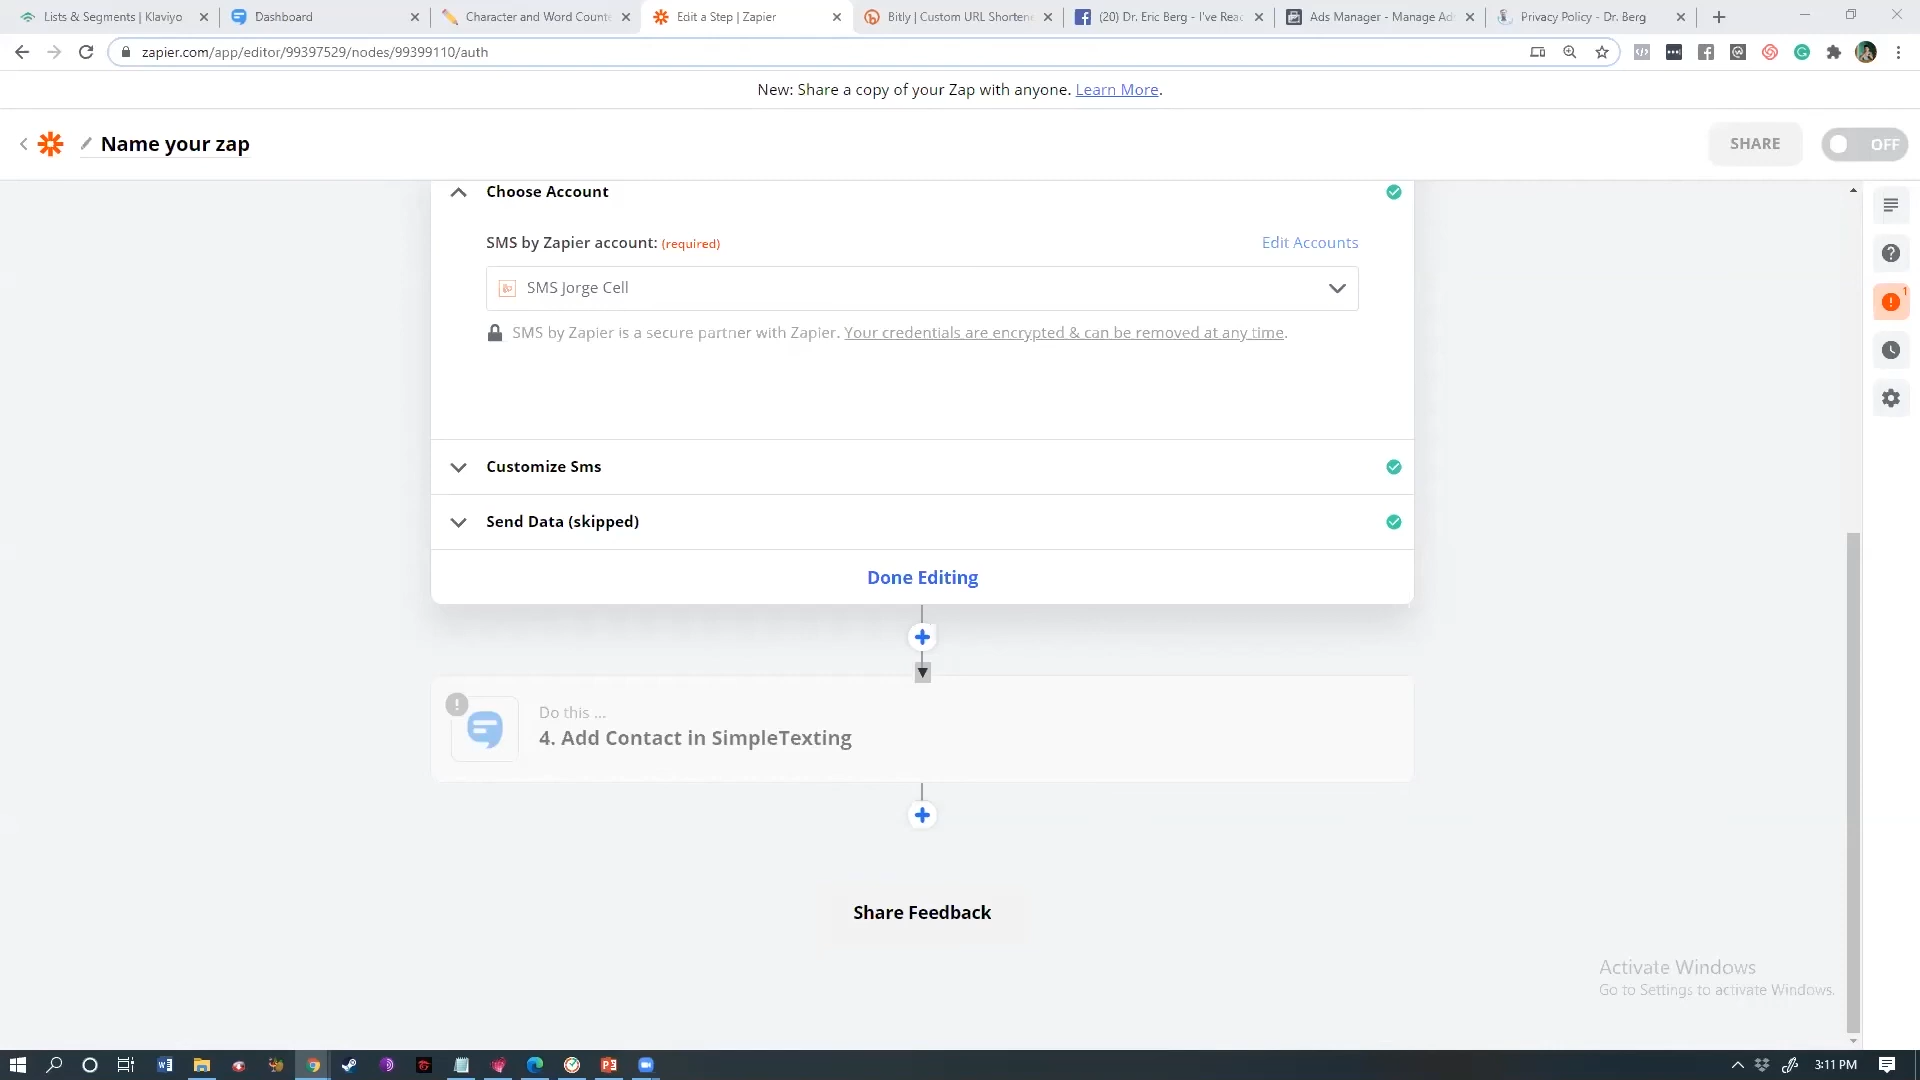 Lists & Segments | Klaviyo
Dashboard
Character and Word Counte
Edit a Step | Zapier
Bitly | Custom URL Shortene
(20) Dr. Eric Berg - I've Reac
Ads Manager - Manage Ad
Privacy Policy - Dr. Berg
zapier.com/app/editor/99397529/nodes/99399110/auth
New: Share a copy of your Zap with anyone. Learn More.
Name your zap
SHARE
OFF
Choose Account
SMS by Zapier account: (required)
Edit Accounts
SMS Jorge Cell
SMS by Zapier is a secure partner with Zapier. Your credentials are encrypted & can be removed at any time.
1
Customize Sms
Send Data (skipped)
Done Editing
Do this ...
4. Add Contact in SimpleTexting
Share Feedback
Activate Windows
Go to Settings to activate Windows.
3:11 PM